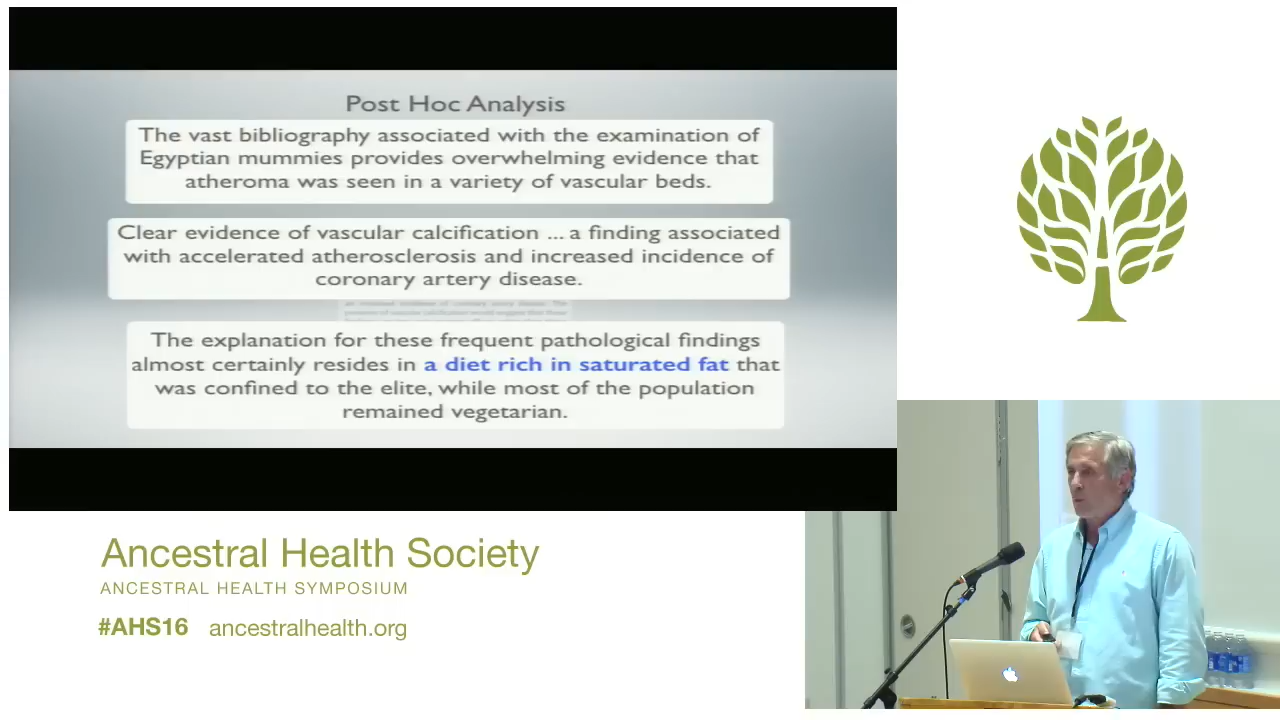 Post Hoc Analysis
The vast bibliography associated with the examination of
Egyptian mummies provides overwhelming evidence that
atheroma was seen in a variety of vascular beds.
Clear evidence of vascular calcification ... a finding associated
with accelerated atherosclerosis and increased incidence of
coronary artery disease.
The explanation for these frequent pathological findings
almost certainly resides in a diet rich in saturated fat that
was confined to the elite, while most of the population
remained vegetarian.
Ancestral Health Society
ANCESTRAL HEALTH SYMPOSIUM
#AHS16 ancestralhealth.org